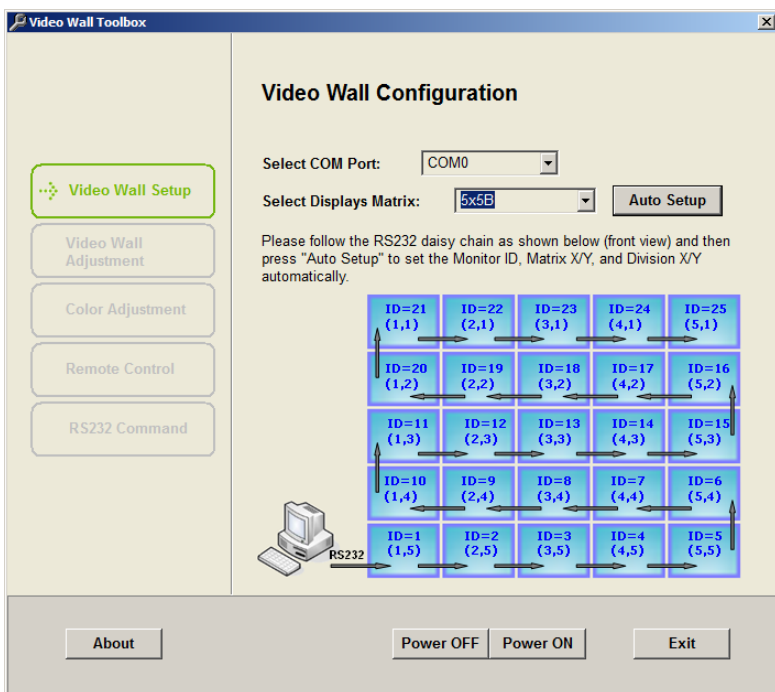 Video Wall Toolbox
Video Wall Configuration
Select COM Port: COM0
Select Displays Matrix: 5x5B Auto Setup
Please follow the RS232 daisy chain as shown below (front view) and then
press "Auto Setup" to set the Monitor ID, Matrix X/Y, and Division X/Y
automatically.
Video Wall Setup
Video Wall
Adjustment
Color Adjustment
Remote Control
RS232 Command
ID=21 ID=22 ID=23 ID=24 ID=25
(1,1) (2,1) (3,1) (4,1) (5,1)
ID=20 ID=19 ID=18 ID=17 ID=16
(1,2) (2,2) (3,2) (4,2) (5,2)
ID=11 ID=12 ID=13 ID=14 ID=15
(1,3) (2,3) (3,3) (4,3) (5,3)
ID=10 ID=9 ID=8 ID=7 ID=6
(1,4) (2,4) (3,4) (4,4) (5,4)
ID=1 ID=2 ID=3 ID=4 ID=5
(1,5) (2,5) (3,5) (4,5) (5,5)
RS232
About Power OFF Power ON Exit